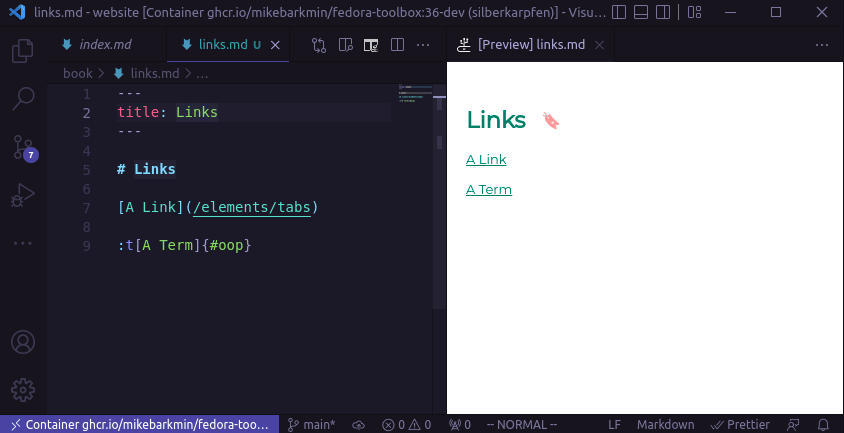 links.md - website [Container ghcr.io/mikebarkmin/fedora-toolbox:36-dev (silberkarpfen)] - Visu...
index.md
links.md U
[Preview] links.md
book > links.md > ...
1 ---
2 title: Links
3 ---
4
5 # Links
6
7 [A Link](/elements/tabs)
8
9 :t[A Term]{#oop}
Links
A Link
A Term
7
Container ghcr.io/mikebarkmin/fedora-too... main* 0 0 0 -- NORMAL -- LF Markdown Prettier